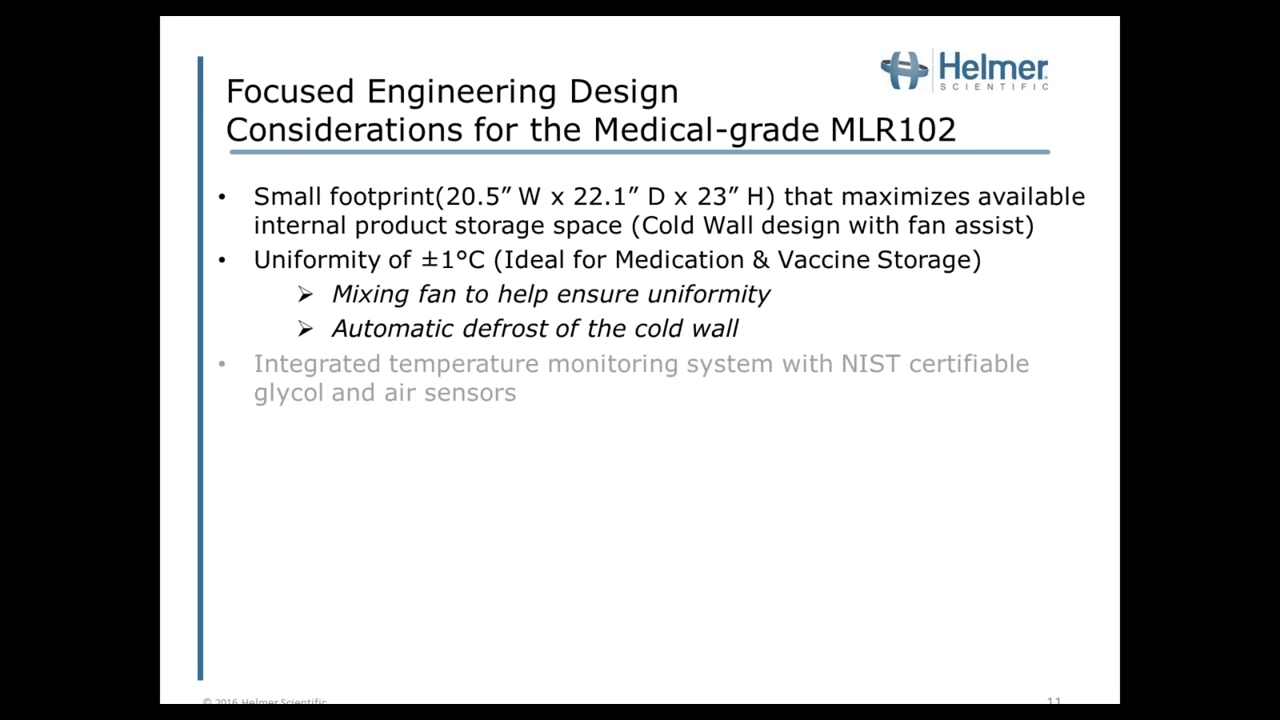 Helmer
SCIENTIFIC
Focused Engineering Design
Considerations for the Medical-grade MLR102
• Small footprint(20.5” W x 22.1” D x 23” H) that maximizes available
internal product storage space (Cold Wall design with fan assist)
• Uniformity of ±1°C (Ideal for Medication & Vaccine Storage)
➢ Mixing fan to help ensure uniformity
➢ Automatic defrost of the cold wall
• Integrated temperature monitoring system with NIST certifiable
glycol and air sensors
© 2016 Helmer Scientific
11